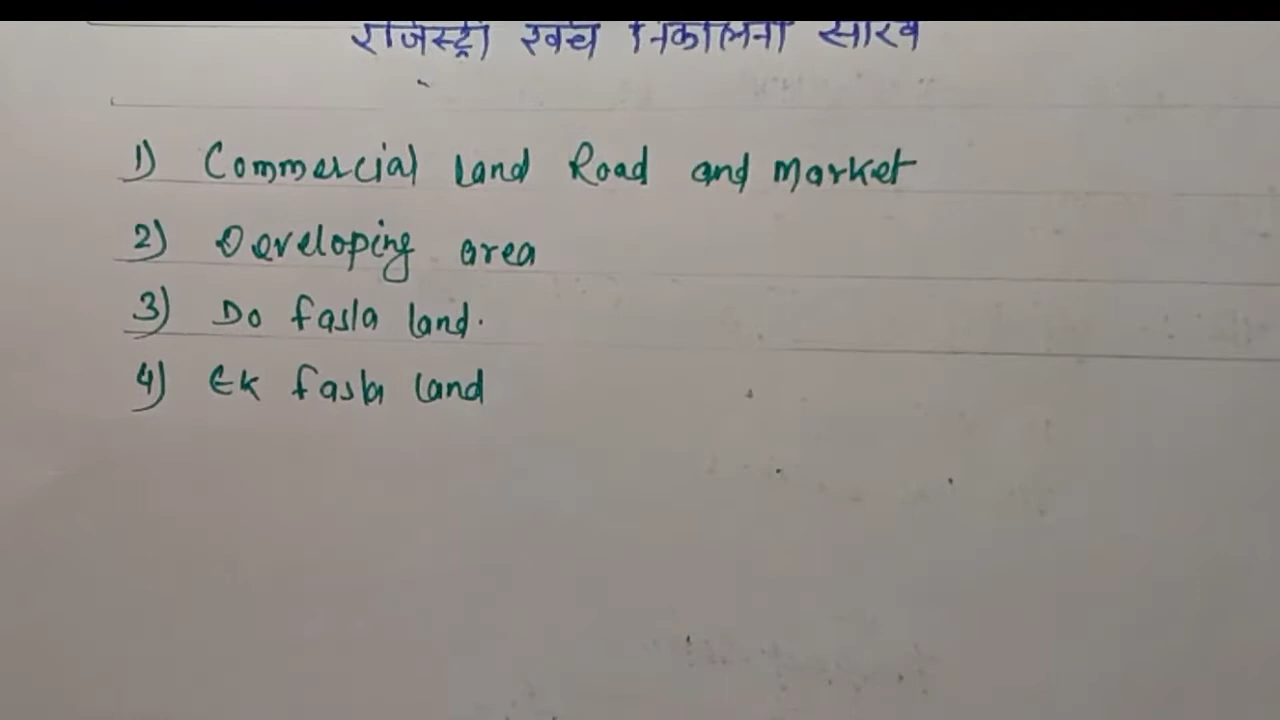 रजिस्ट्री खर्च निकालना सीखे
1) Commercial Land Road and Market
2) Developing area
3) Do fasla land.
4) Ek fasla land